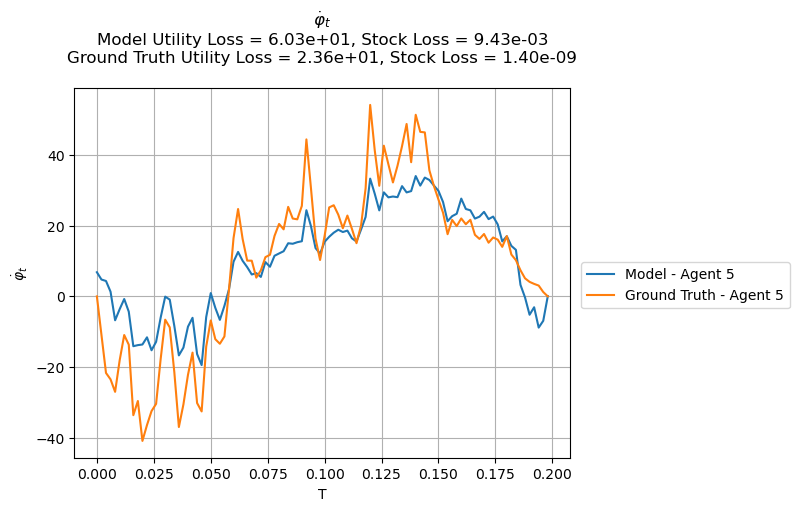 φ̇ₜ
Model Utility Loss = 6.03e+01, Stock Loss = 9.43e-03
Ground Truth Utility Loss = 2.36e+01, Stock Loss = 1.40e-09
40
20
0
−20
−40
φ̇ₜ
0.000 0.025 0.050 0.075 0.100 0.125 0.150 0.175 0.200
T
Model - Agent 5
Ground Truth - Agent 5